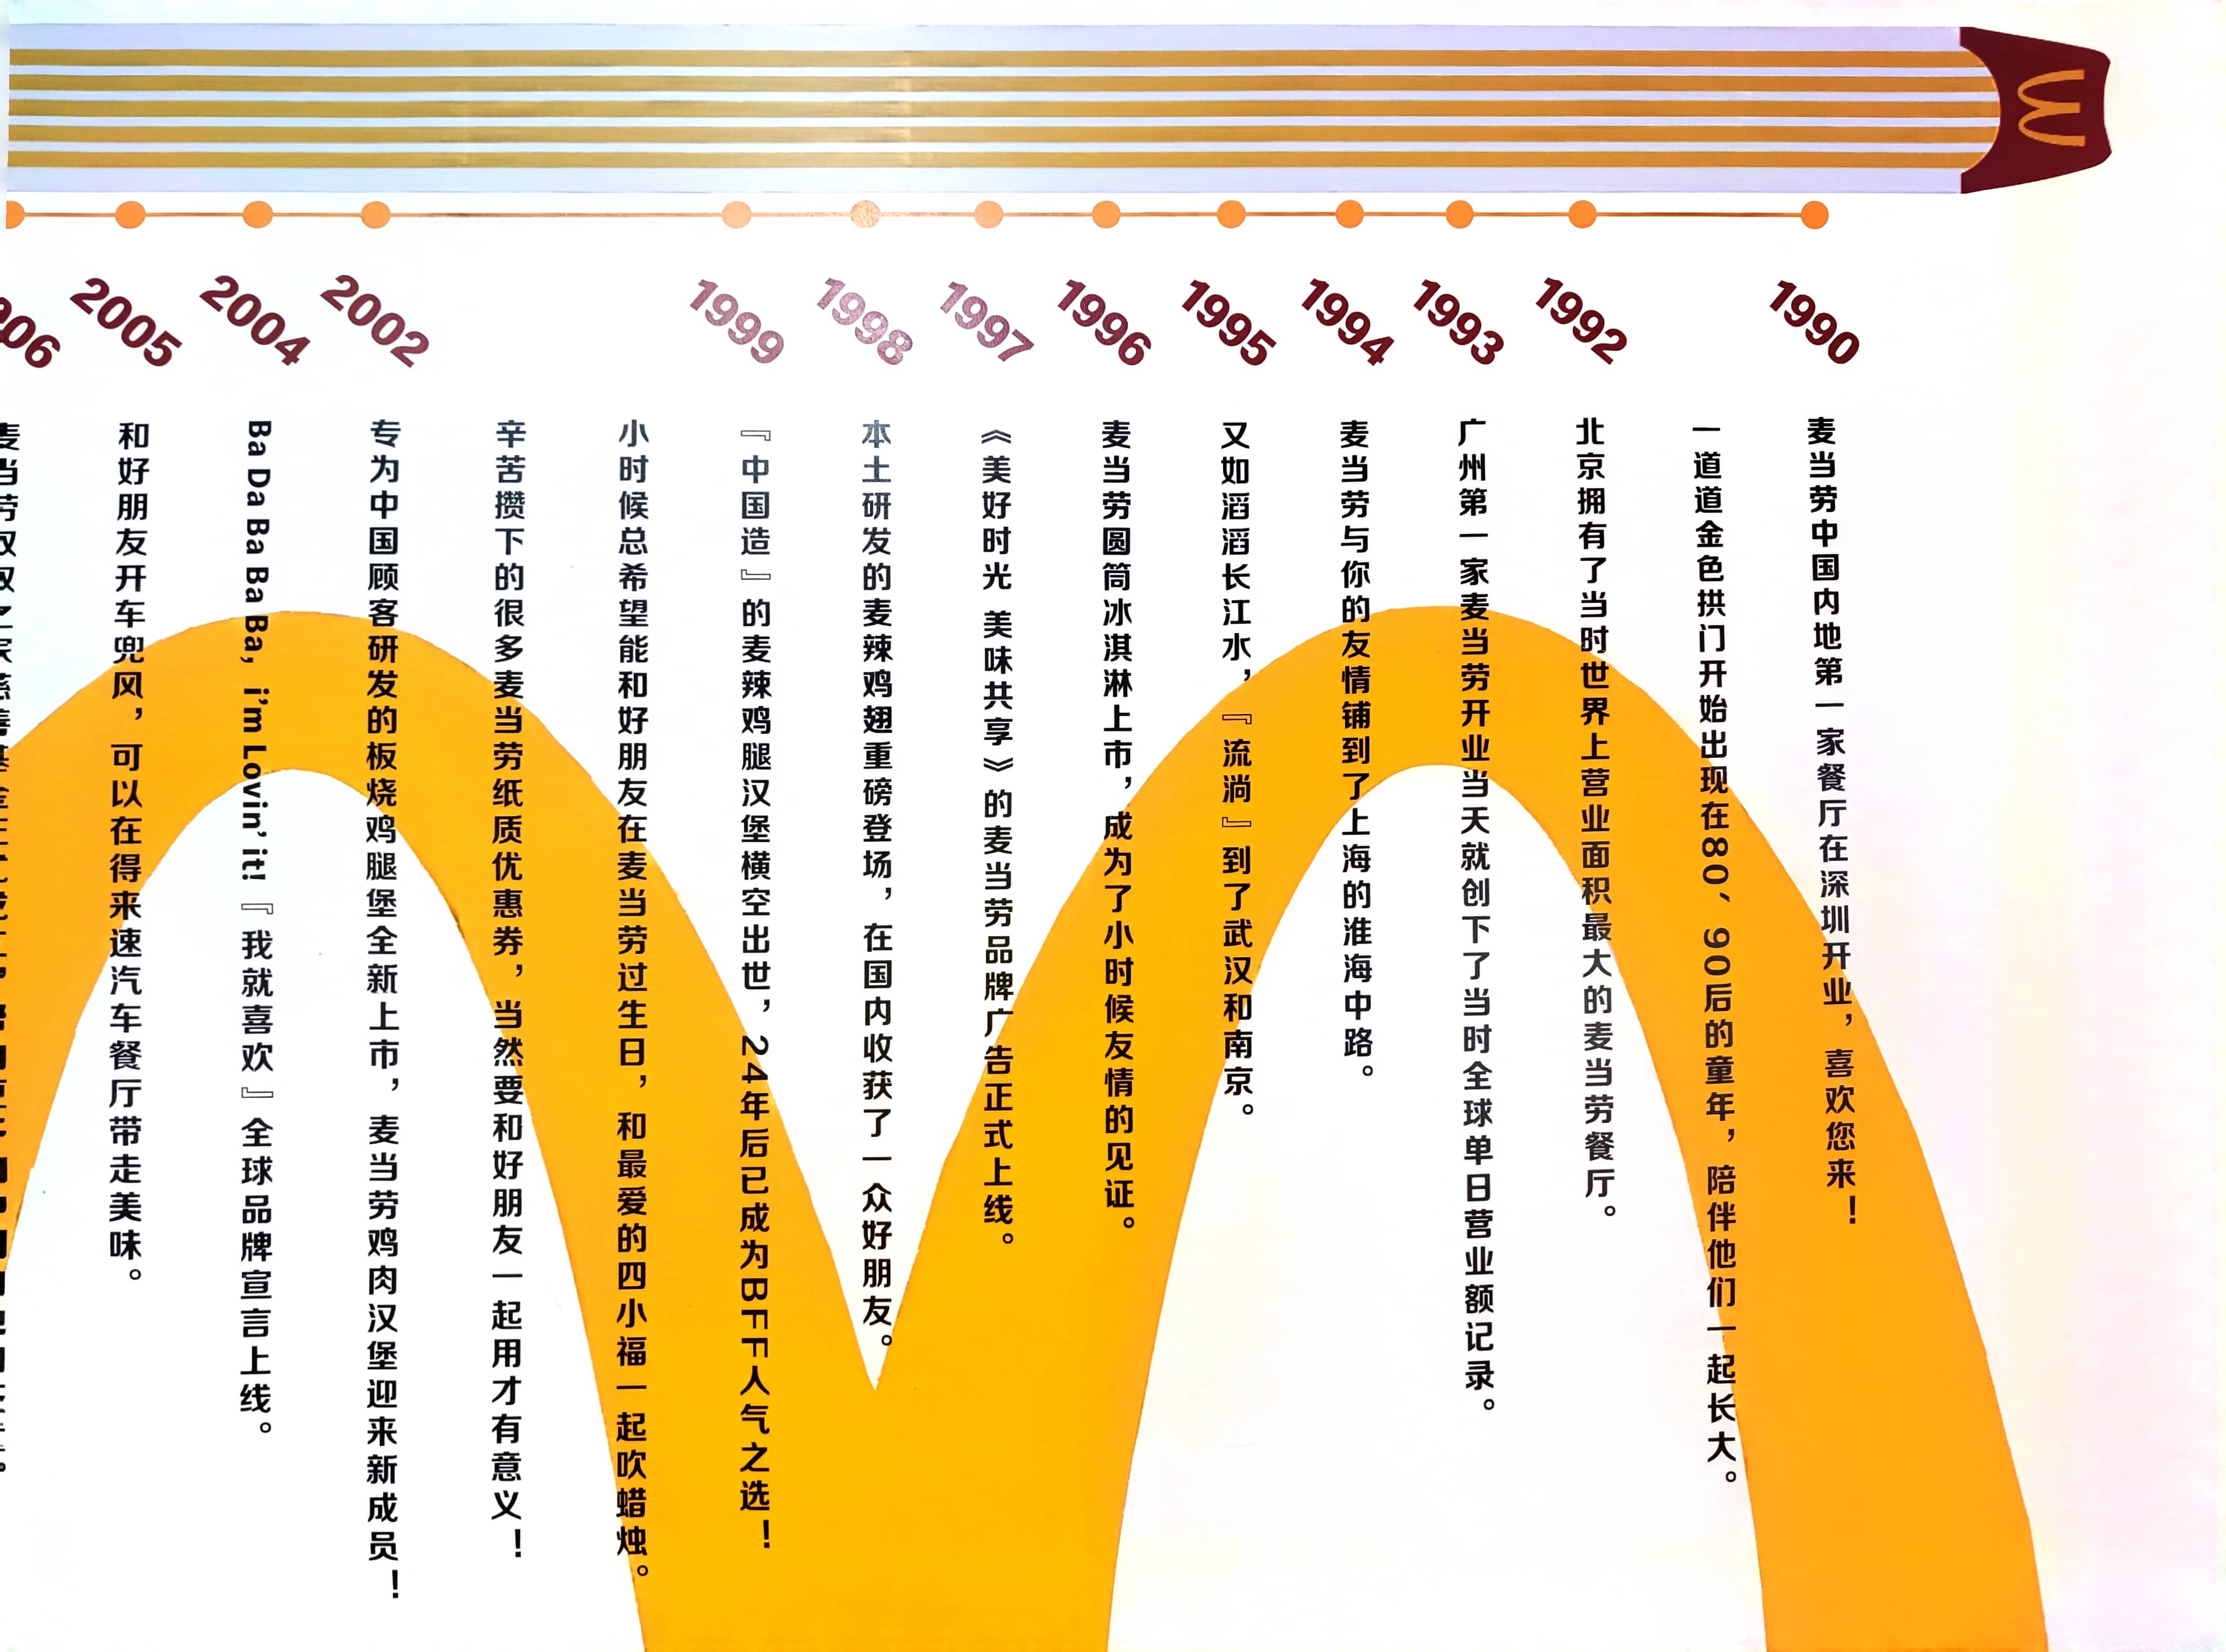 1990
麦当劳中国内地第一家餐厅在深圳开业，喜欢您来！
一道道金色拱门开始出现在80′90后的童年，陪伴他们一起长大。
1992
北京拥有了当时世界上营业面积最大的麦当劳餐厅。
1993
广州第一家麦当劳开业当天就创下了当时全球单日营业额记录。
1994
麦当劳与你的友情铺到了上海的淮海中路。
1995
又如滔滔长江水，『流淌』到了武汉和南京。
1996
麦当劳圆筒冰淇淋上市，成为了小时候友情的见证。
1997
《美好时光 美味共享》的麦当劳品牌广告正式上线。
1998
本土研发的麦辣鸡翅重磅登场，在国内收获了一众好朋友。
1999
『中国造』的麦辣鸡腿汉堡横空出世，24年后已成为BFF人气之选！
小时候总希望能和好朋友在麦当劳过生日，和最爱的四小福一起吹蜡烛。
辛苦攒下的很多麦当劳纸质优惠券，当然要和好朋友一起用才有意义！
2002
专为中国顾客研发的板烧鸡腿堡全新上市，麦当劳鸡肉汉堡迎来新成员！
2004
Ba Da Ba Ba Ba, i'm Lovin' it!『我就喜欢』全球品牌宣言上线。
2005
和好朋友开车兜风，可以在得来速汽车餐厅带走美味。